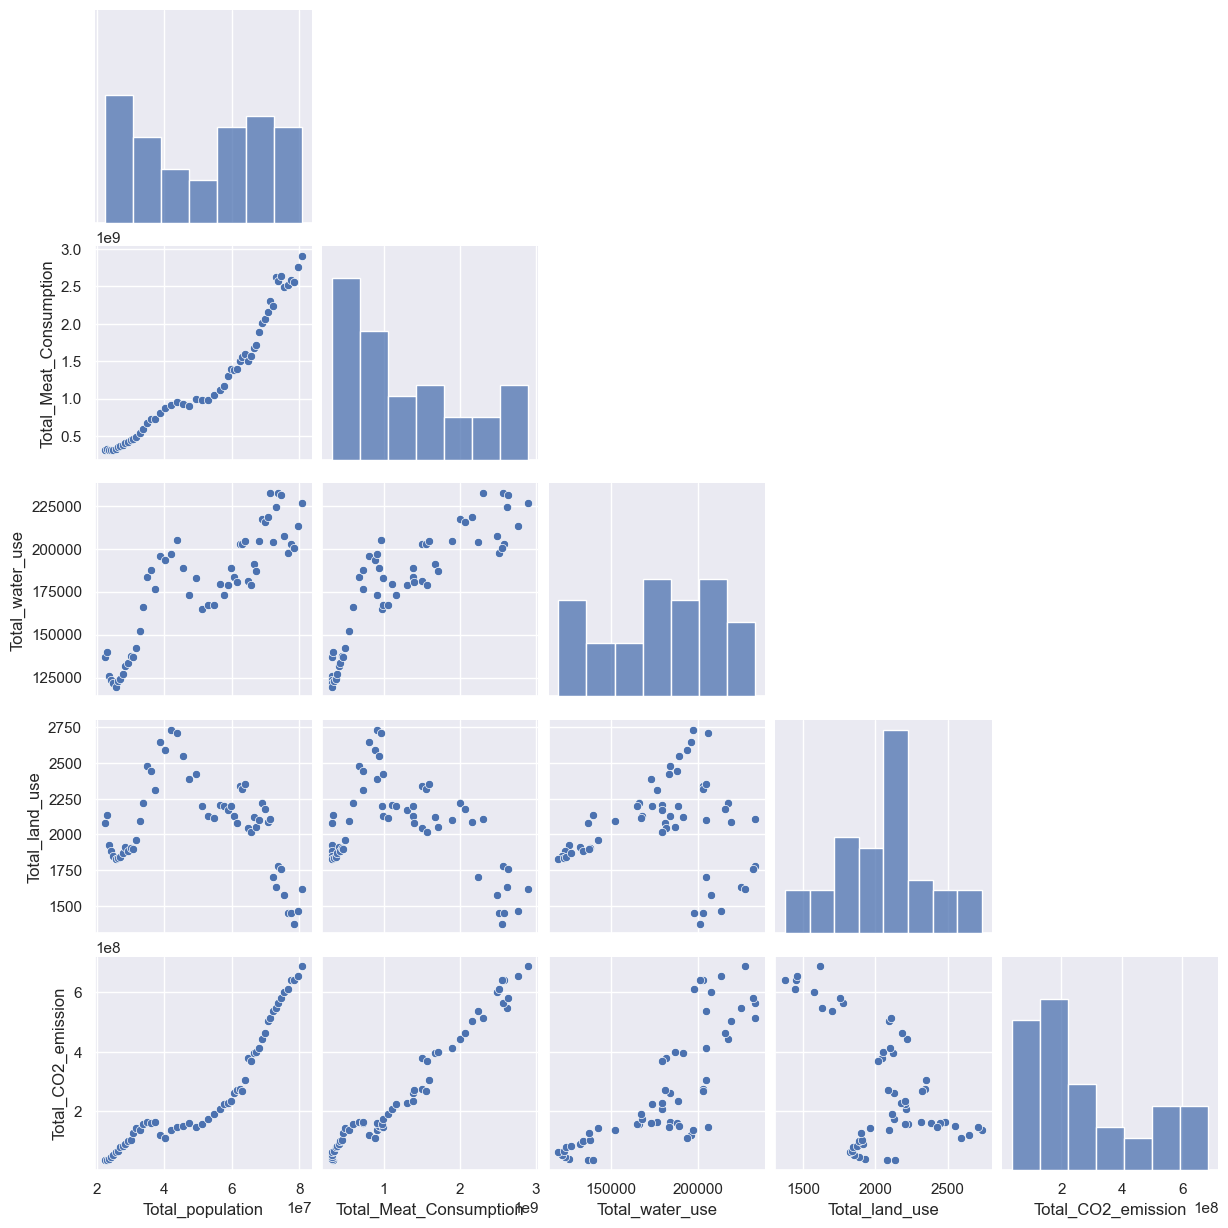 1e9
3.0
2.5
2.0
1.5
1.0
0.5
Total_Meat_Consumption
225000
200000
175000
150000
125000
Total_water_use
2750
2500
2250
2000
1750
1500
Total_land_use
1e8
6
4
2
Total_CO2_emission
2 4 6 8
1e7
Total_population
1 2 3
1e9
Total_Meat_Consumption
150000 200000
Total_water_use
1500 2000 2500
Total_land_use
2 4 6
1e8
Total_CO2_emission